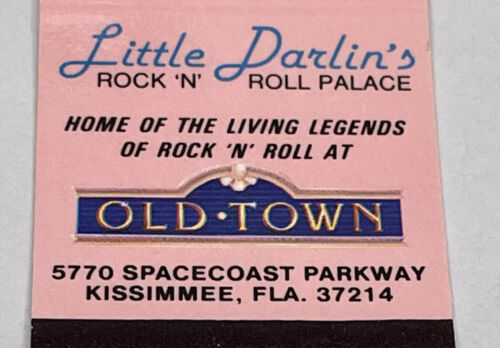 Little Darlin's
ROCK 'N' ROLL PALACE
HOME OF THE LIVING LEGENDS
OF ROCK 'N' ROLL AT
OLD • TOWN
5770 SPACECOAST PARKWAY
KISSIMMEE, FLA. 37214